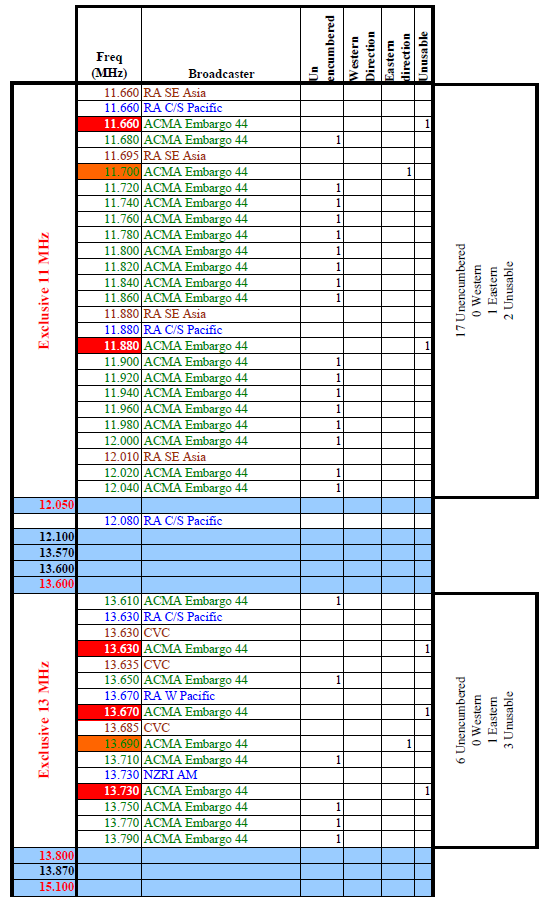 Freq (MHz) Broadcaster Un encumbered Western Direction Eastern direction Unusable
Exclusive 11 MHz
11.660 RA SE Asia
11.660 RA C/S Pacific
11.660 ACMA Embargo 44 1
11.680 ACMA Embargo 44 1
11.695 RA SE Asia
11.700 ACMA Embargo 44 1
11.720 ACMA Embargo 44 1
11.740 ACMA Embargo 44 1
11.760 ACMA Embargo 44 1
11.780 ACMA Embargo 44 1
11.800 ACMA Embargo 44 1
11.820 ACMA Embargo 44 1
11.840 ACMA Embargo 44 1
11.860 ACMA Embargo 44 1
11.880 RA SE Asia
11.880 RA C/S Pacific
11.880 ACMA Embargo 44 1
11.900 ACMA Embargo 44 1
11.920 ACMA Embargo 44 1
11.940 ACMA Embargo 44 1
11.960 ACMA Embargo 44 1
11.980 ACMA Embargo 44 1
12.000 ACMA Embargo 44 1
12.010 RA SE Asia
12.020 ACMA Embargo 44 1
12.040 ACMA Embargo 44 1
17 Unencumbered
0 Western
1 Eastern
2 Unusable
12.050
12.080 RA C/S Pacific
12.100
13.570
13.600
13.600
Exclusive 13 MHz
13.610 ACMA Embargo 44 1
13.630 RA C/S Pacific
13.630 CVC
13.630 ACMA Embargo 44 1
13.635 CVC
13.650 ACMA Embargo 44 1
13.670 RA W Pacific
13.670 ACMA Embargo 44 1
13.685 CVC
13.690 ACMA Embargo 44 1
13.710 ACMA Embargo 44 1
13.730 NZRI AM
13.730 ACMA Embargo 44 1
13.750 ACMA Embargo 44 1
13.770 ACMA Embargo 44 1
13.790 ACMA Embargo 44 1
6 Unencumbered
0 Western
1 Eastern
3 Unusable
13.800
13.870
15.100